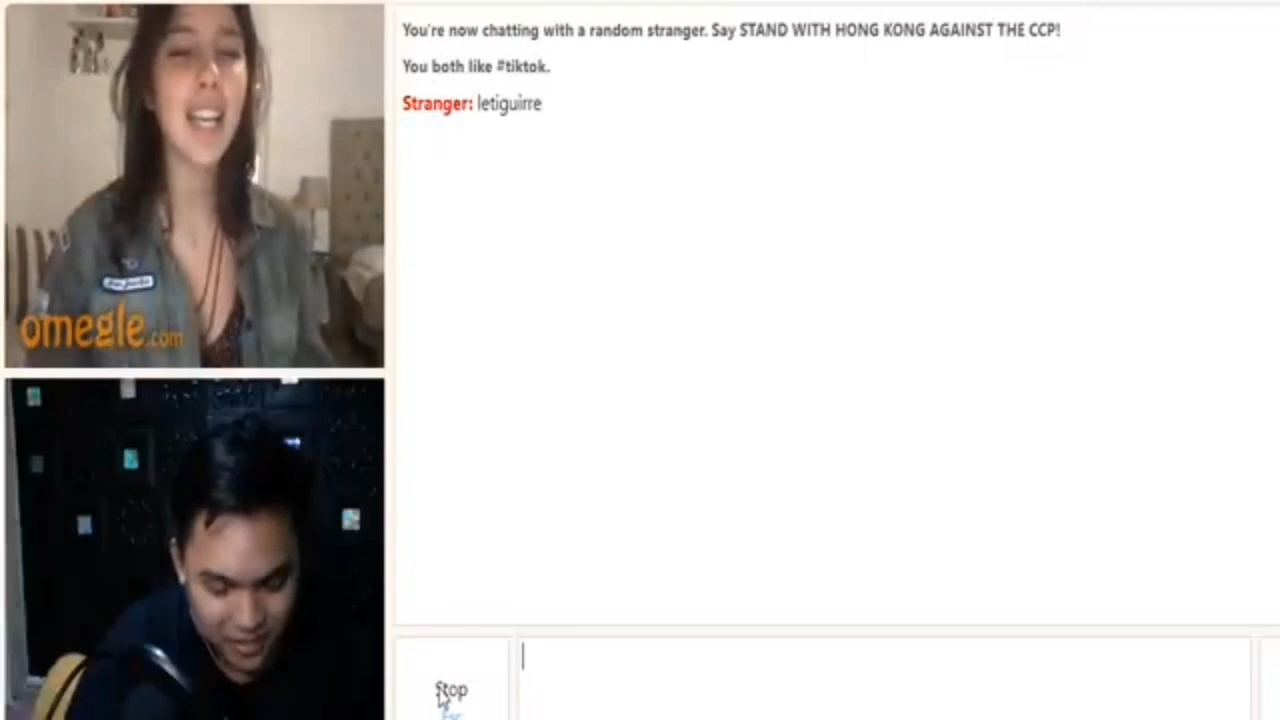 You're now chatting with a random stranger. Say STAND WITH HONG KONG AGAINST THE CCP!
You both like #tiktok.
Stranger: letiguirre
omegle.com
Stop
Esc